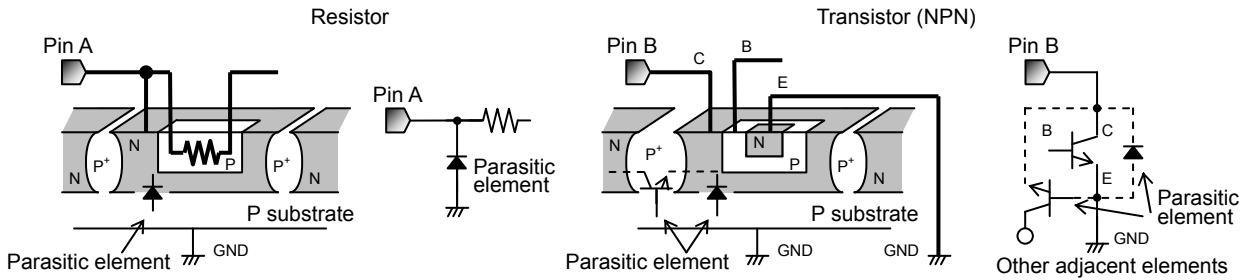 Resistor
Pin A
N
P
P+
P+
N
N
P substrate
Parasitic element
GND
Pin A
Parasitic
element
Transistor (NPN)
Pin B
C
B
E
N
P
P+
P+
N
N
P substrate
Parasitic element
GND
GND
Pin B
B
C
E
Parasitic
element
GND
Other adjacent elements